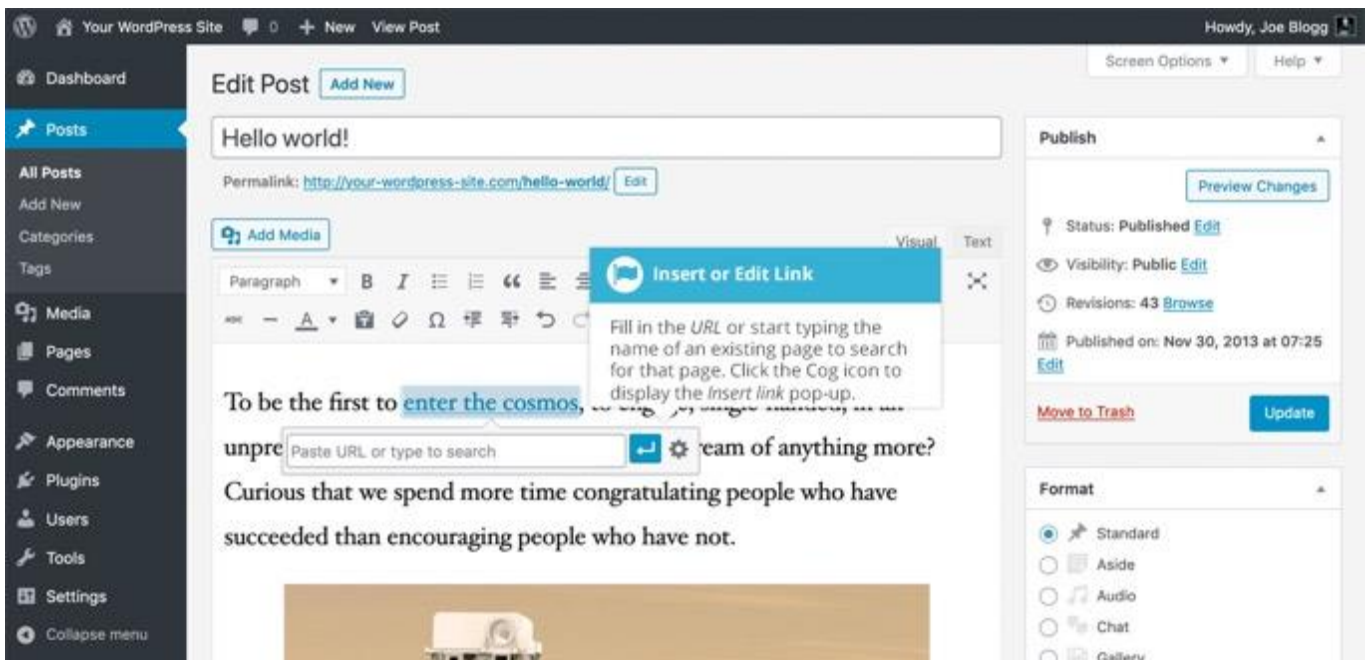 Your WordPress Site 0 + New View Post
Howdy, Joe Blogg
Dashboard
Posts
All Posts
Add New
Categories
Tags
Media
Pages
Comments
Appearance
Plugins
Users
Tools
Settings
Collapse menu
Screen Options ▼
Help ▼
Edit Post Add New
Hello world!
Permalink: http://your-wordpress-site.com/hello-world/ Edit
Add Media
Visual Text
Paragraph B I
A Ω
Insert or Edit Link
Fill in the URL or start typing the
name of an existing page to search
for that page. Click the Cog icon to
display the Insert link pop-up.
To be the first to enter the cosmos,
unpre
Paste URL or type to search
ream of anything more?
Curious that we spend more time congratulating people who have
succeeded than encouraging people who have not.
Publish
Preview Changes
Status: Published Edit
Visibility: Public Edit
Revisions: 43 Browse
Published on: Nov 30, 2013 at 07:25
Edit
Move to Trash
Update
Format
Standard
Aside
Audio
Chat
Gallery